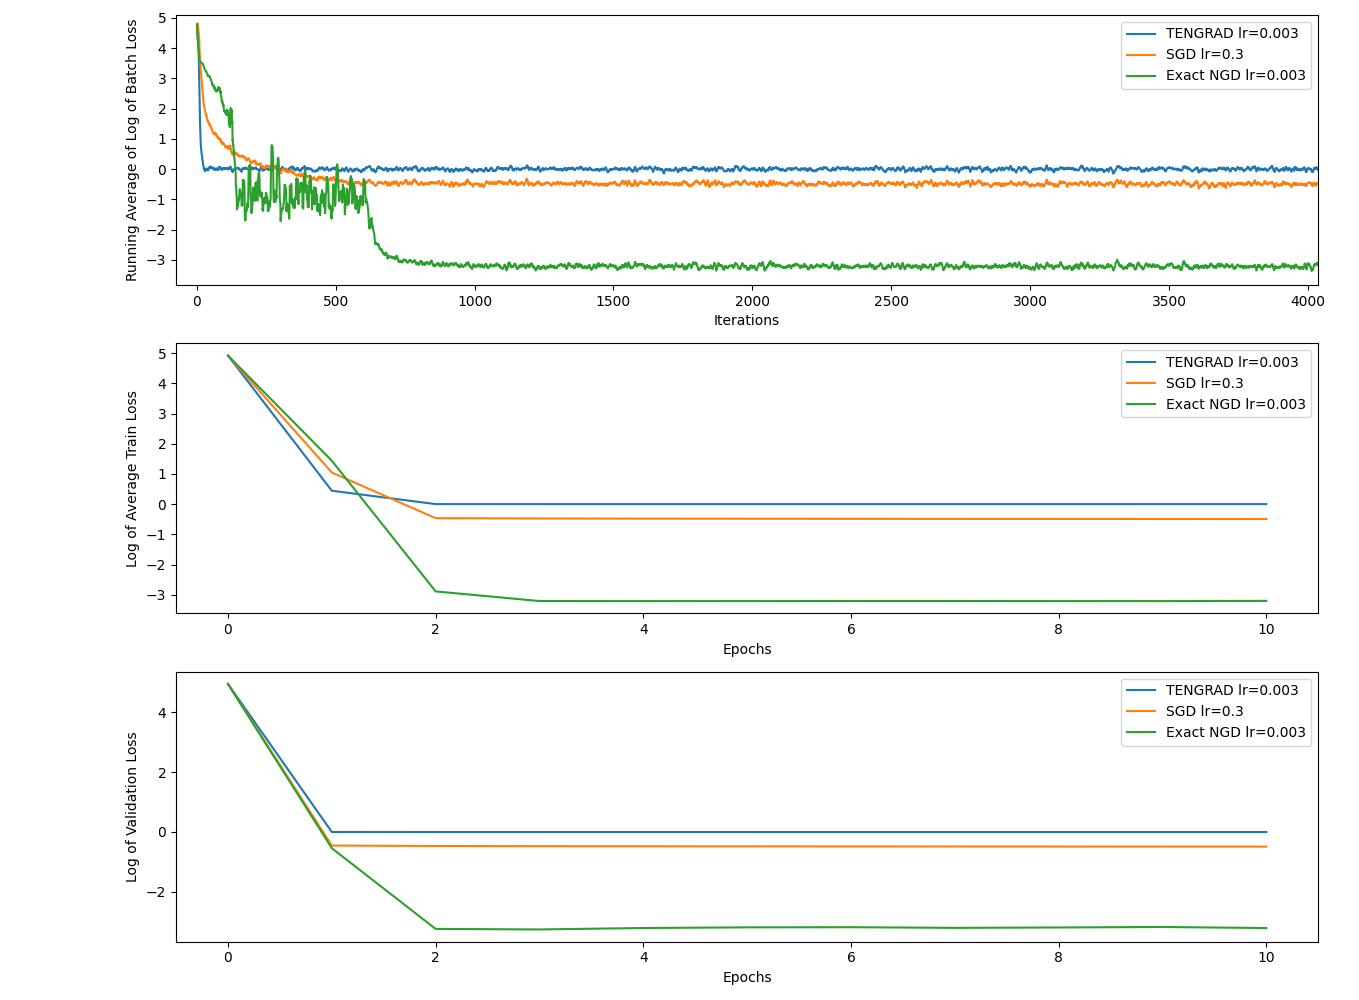 Running Average of Log of Batch Loss
5
4
3
2
1
0
−1
−2
−3
TENGRAD lr=0.003
SGD lr=0.3
Exact NGD lr=0.003
0 500 1000 1500 2000 2500 3000 3500 4000
Iterations
Log of Average Train Loss
5
4
3
2
1
0
−1
−2
−3
TENGRAD lr=0.003
SGD lr=0.3
Exact NGD lr=0.003
0 2 4 6 8 10
Epochs
Log of Validation Loss
4
2
0
−2
TENGRAD lr=0.003
SGD lr=0.3
Exact NGD lr=0.003
0 2 4 6 8 10
Epochs